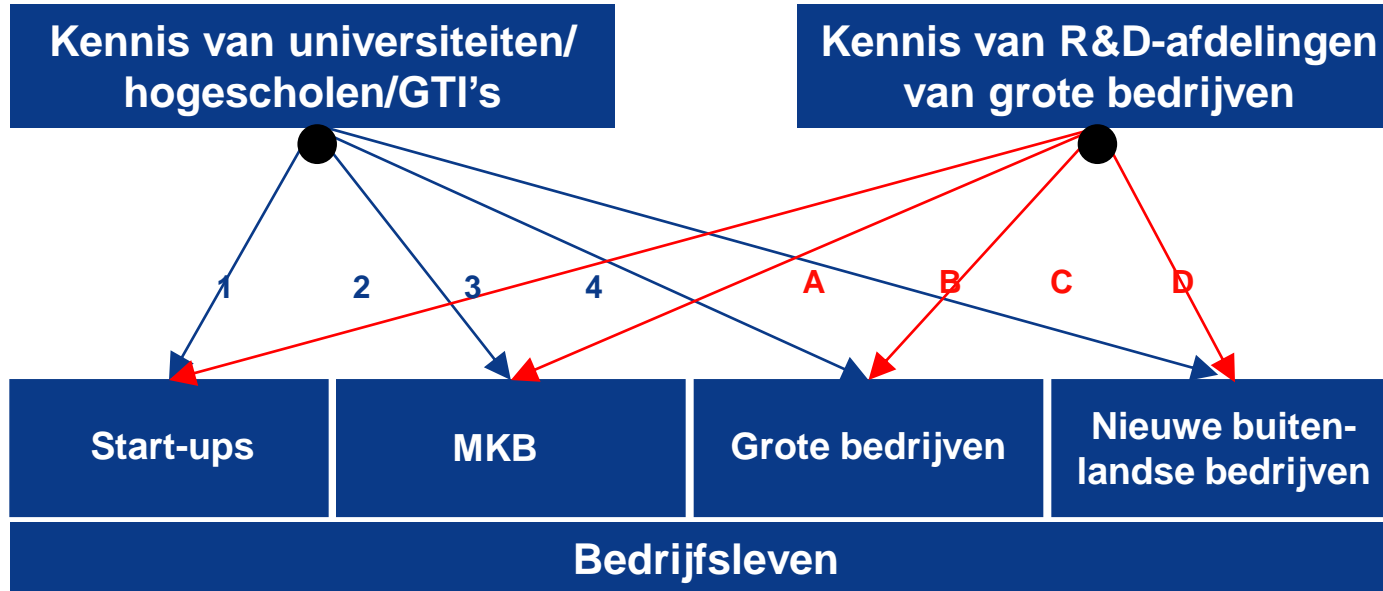 Kennis van universiteiten/
hogescholen/GTI’s
Kennis van R&D-afdelingen
van grote bedrijven
1
2
3
4
A
B
C
D
Start-ups
MKB
Grote bedrijven
Nieuwe buiten-
landse bedrijven
Bedrijfsleven